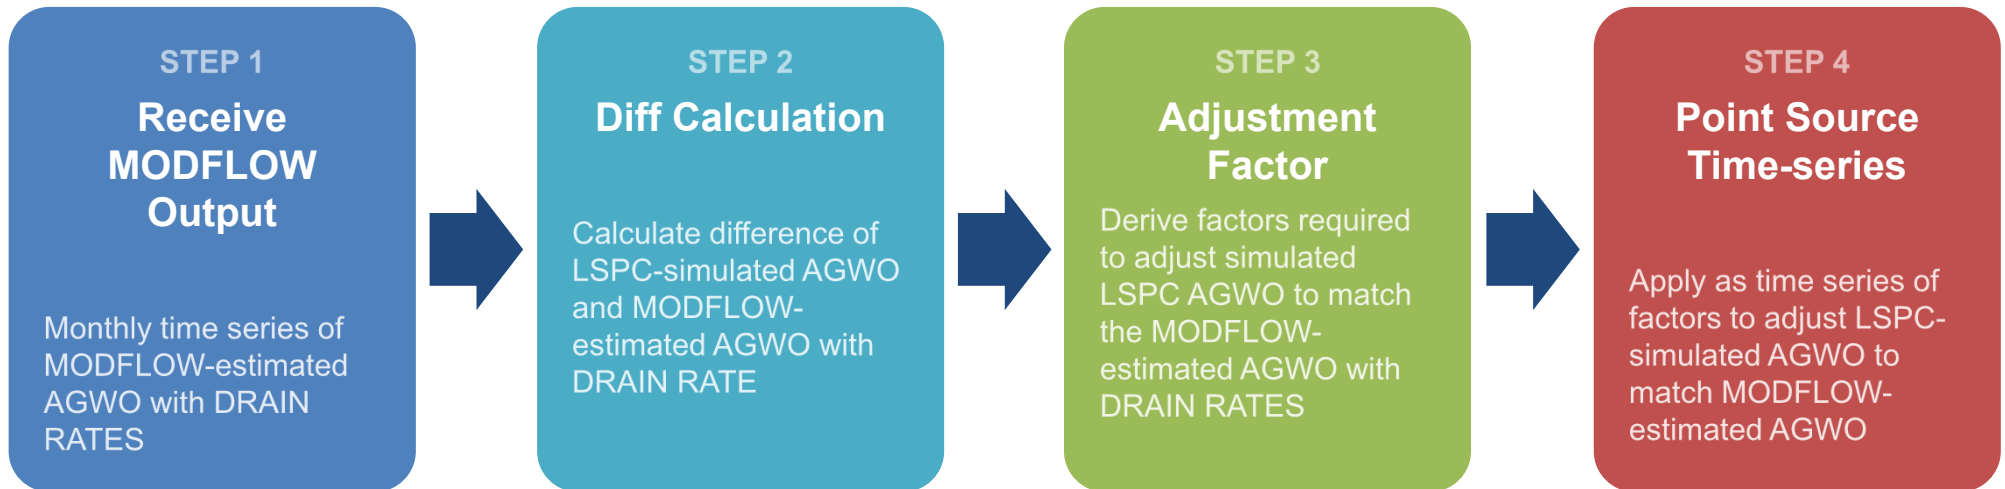 STEP 1
Receive
MODFLOW
Output
Monthly time series of
MODFLOW-estimated
AGWO with DRAIN
RATES
STEP 2
Diff Calculation
Calculate difference of
LSPC-simulated AGWO
and MODFLOW-
estimated AGWO with
DRAIN RATE
STEP 3
Adjustment
Factor
Derive factors required
to adjust simulated
LSPC AGWO to match
the MODFLOW-
estimated AGWO with
DRAIN RATES
STEP 4
Point Source
Time-series
Apply as time series of
factors to adjust LSPC-
simulated AGWO to
match MODFLOW-
estimated AGWO